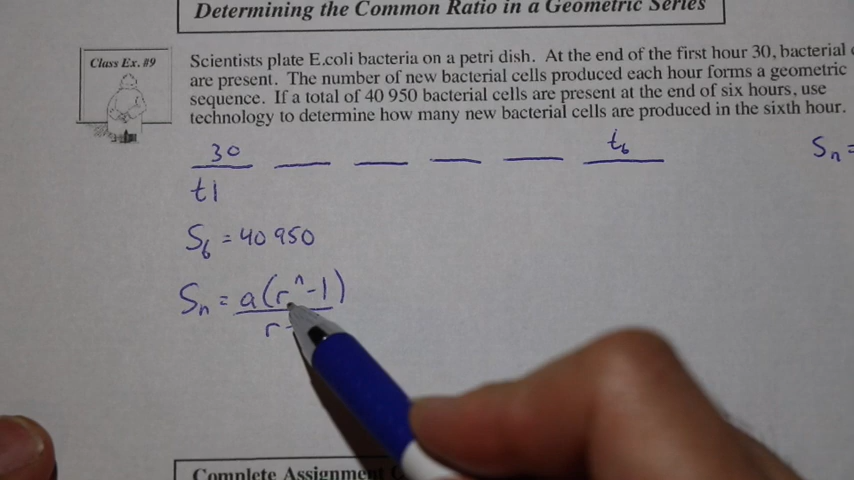 Determining the Common Ratio in a Geometric Series
Class Ex. #9
Scientists plate E.coli bacteria on a petri dish. At the end of the first hour 30, bacterial
are present. The number of new bacterial cells produced each hour forms a geometric
sequence. If a total of 40 950 bacterial cells are present at the end of six hours, use
technology to determine how many new bacterial cells are produced in the sixth hour.
30 t₆
t1
Sₙ =
S₆ = 40 950
Sₙ = a(rⁿ-1)
r -
Complete Assignment